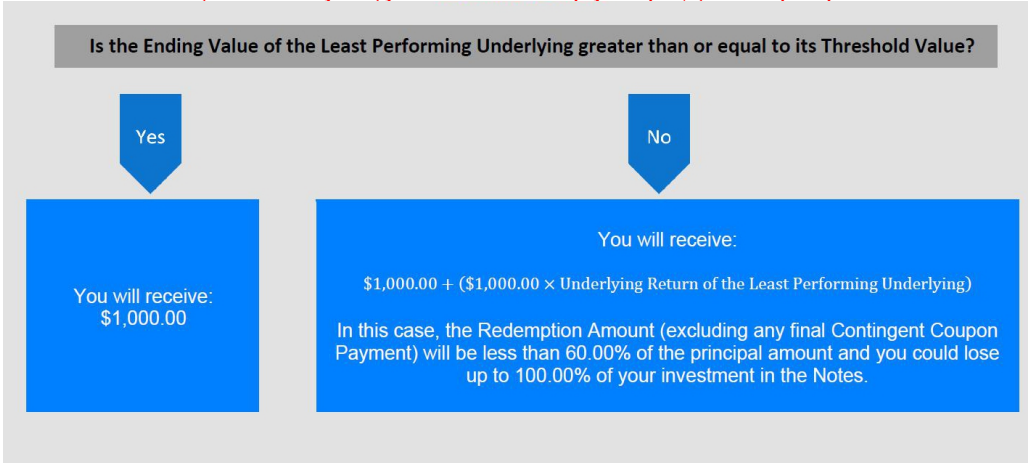 Is the Ending Value of the Least Performing Underlying greater than or equal to its Threshold Value?
Yes
No
You will receive:
$1,000.00
You will receive:
$1,000.00 + ($1,000.00 × Underlying Return of the Least Performing Underlying)
In this case, the Redemption Amount (excluding any final Contingent Coupon
Payment) will be less than 60.00% of the principal amount and you could lose
up to 100.00% of your investment in the Notes.